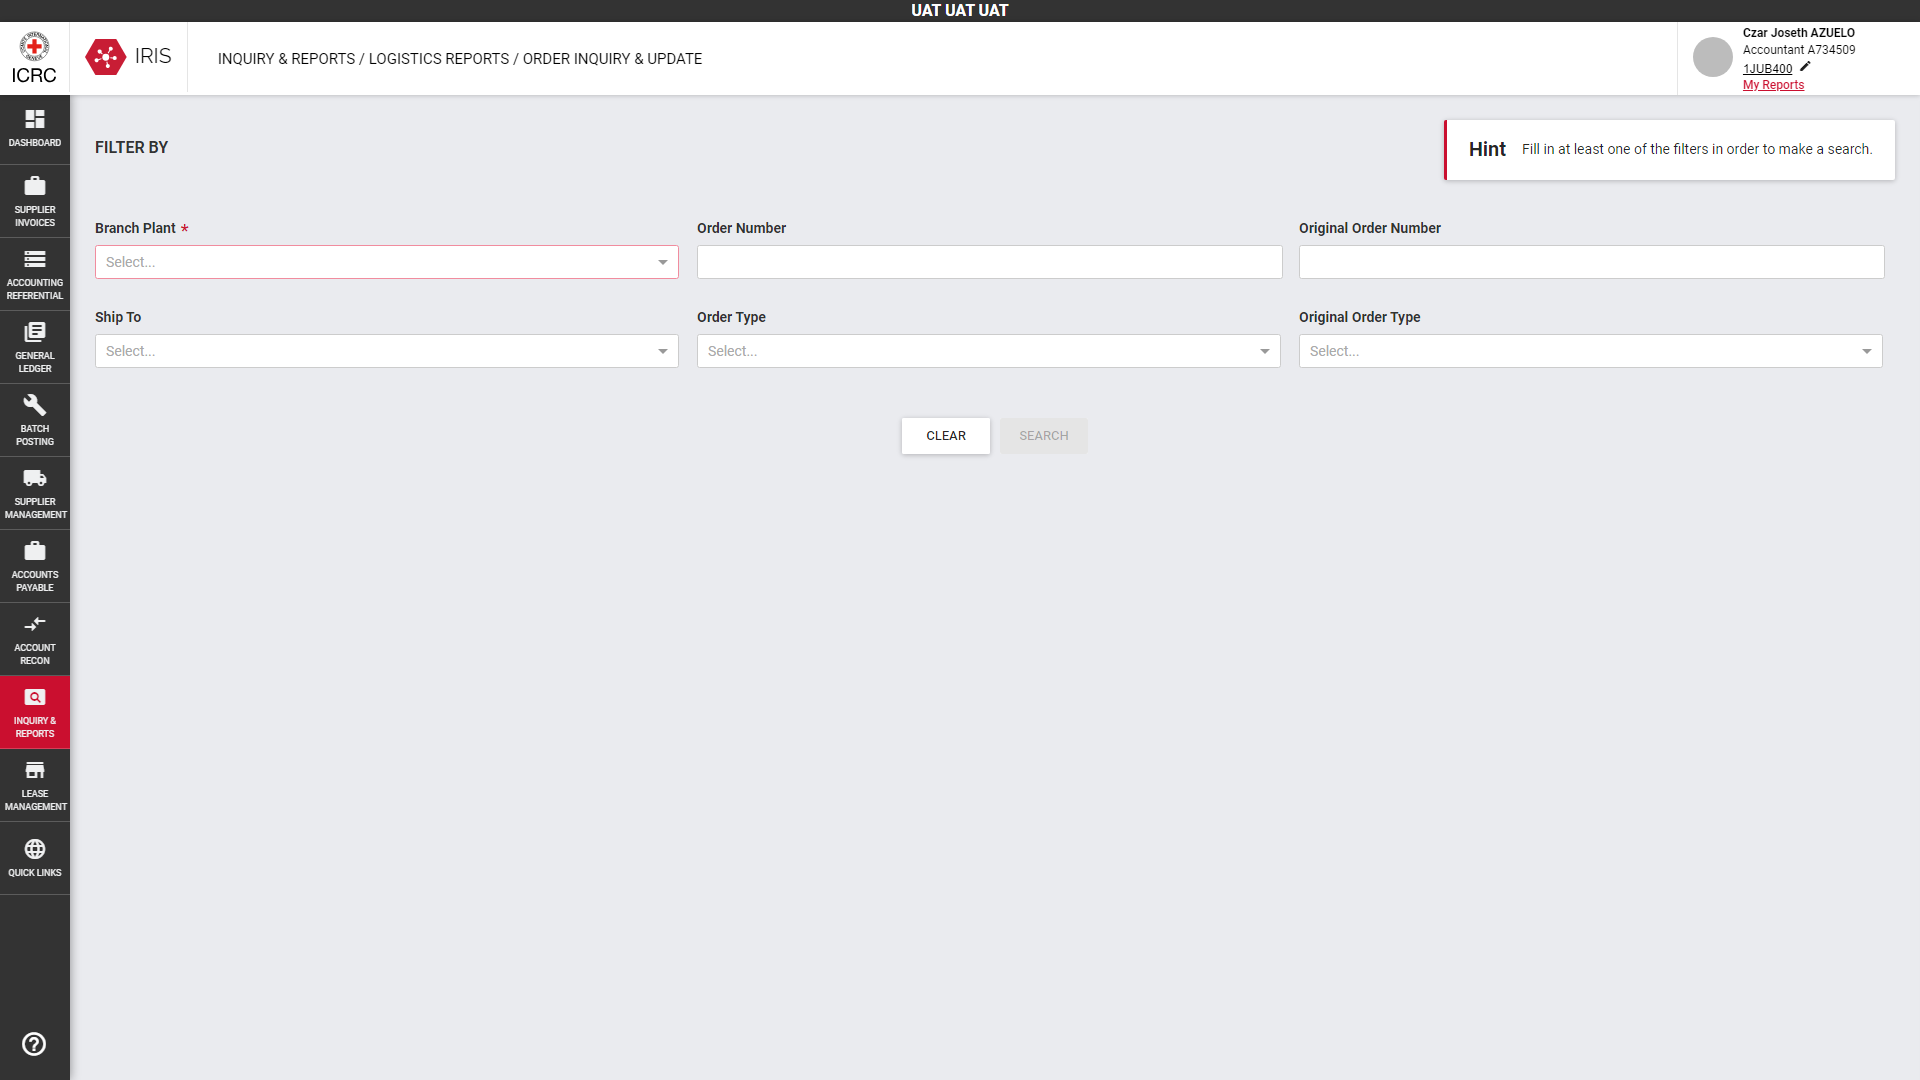 UAT UAT UAT
ICRC
IRIS
INQUIRY & REPORTS / LOGISTICS REPORTS / ORDER INQUIRY & UPDATE
Czar Joseth AZUELO
Accountant A734509
1JUB400
My Reports
DASHBOARD
SUPPLIER
INVOICES
ACCOUNTING
REFERENTIAL
GENERAL
LEDGER
BATCH
POSTING
SUPPLIER
MANAGEMENT
ACCOUNTS
PAYABLE
ACCOUNT
RECON
INQUIRY &
REPORTS
LEASE
MANAGEMENT
QUICK LINKS
FILTER BY
Hint Fill in at least one of the filters in order to make a search.
Branch Plant * Order Number Original Order Number
Select...
Ship To Order Type Original Order Type
Select... Select... Select...
CLEAR SEARCH